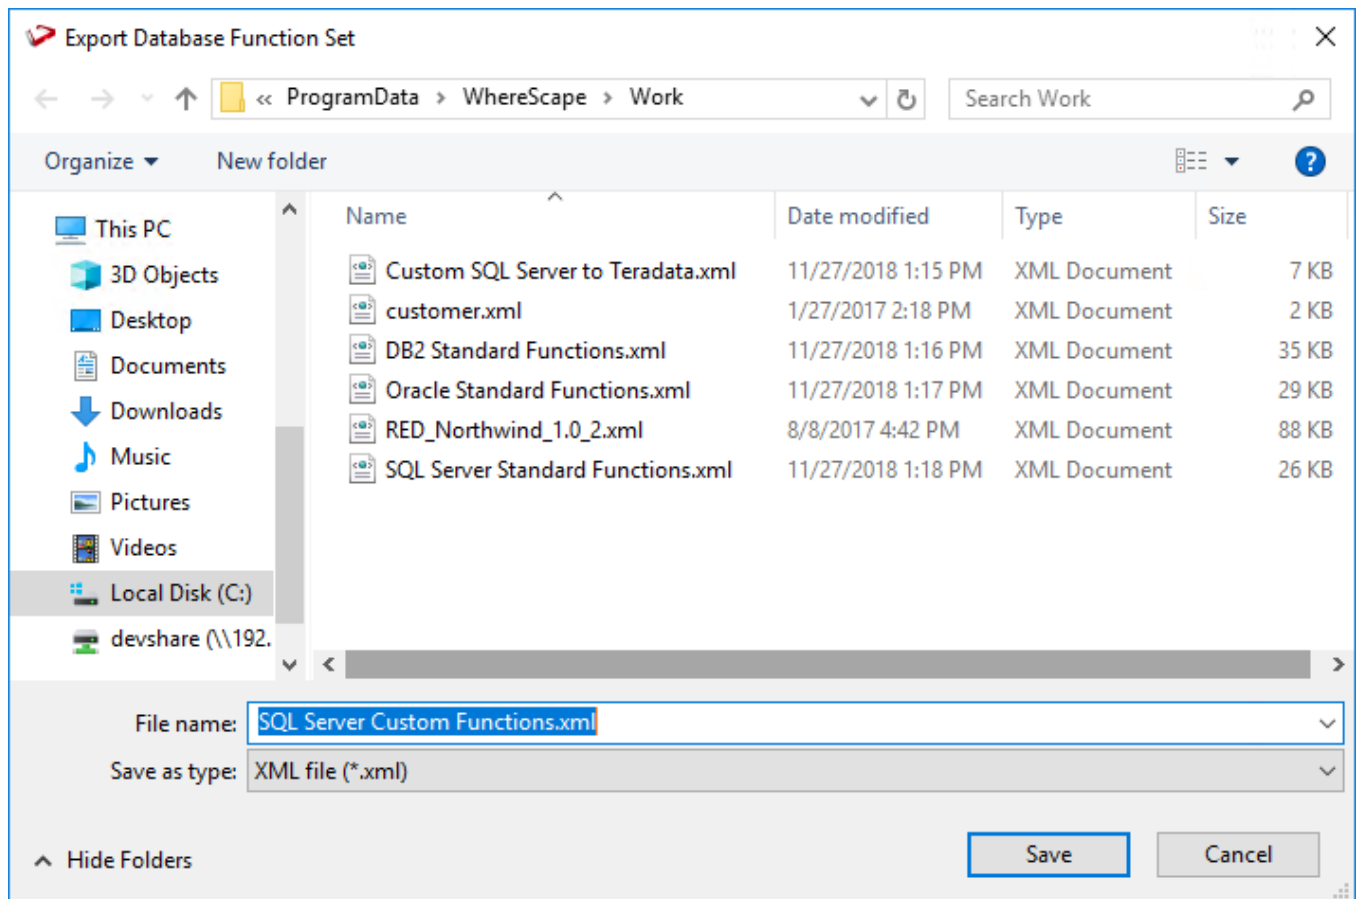 Export Database Function Set
« ProgramData > WhereScape > Work
Search Work
Organize New folder
?
This PC
3D Objects
Desktop
Documents
Downloads
Music
Pictures
Videos
Local Disk (C:)
devshare (\\192.
Name Date modified Type Size
Custom SQL Server to Teradata.xml 11/27/2018 1:15 PM XML Document 7 KB
customer.xml 1/27/2017 2:18 PM XML Document 2 KB
DB2 Standard Functions.xml 11/27/2018 1:16 PM XML Document 35 KB
Oracle Standard Functions.xml 11/27/2018 1:17 PM XML Document 29 KB
RED_Northwind_1.0_2.xml 8/8/2017 4:42 PM XML Document 88 KB
SQL Server Standard Functions.xml 11/27/2018 1:18 PM XML Document 26 KB
File name: SQL Server Custom Functions.xml
Save as type: XML file (*.xml)
Hide Folders
Save Cancel